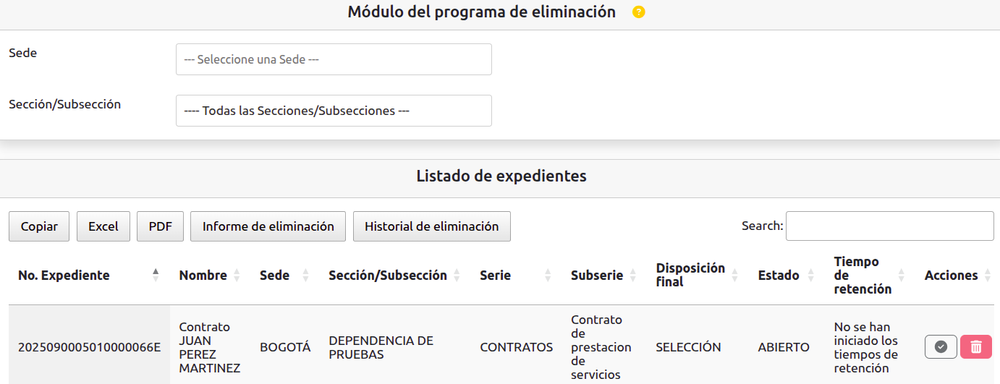 Módulo del programa de eliminación ?
Sede
--- Seleccione una Sede ---
Sección/Subsección
---- Todas las Secciones/Subsecciones ---
Listado de expedientes
Copiar Excel PDF Informe de eliminación Historial de eliminación Search:
No. Expediente Nombre Sede Sección/Subsección Serie Subserie Disposición final Estado Tiempo de retención Acciones
2025090005010000066E
Contrato
JUAN
PEREZ
MARTINEZ
BOGOTÁ
DEPENDENCIA DE
PRUEBAS
CONTRATOS
Contrato
de
prestacion
de
servicios
SELECCIÓN
ABIERTO
No se han
iniciado los
tiempos de
retención